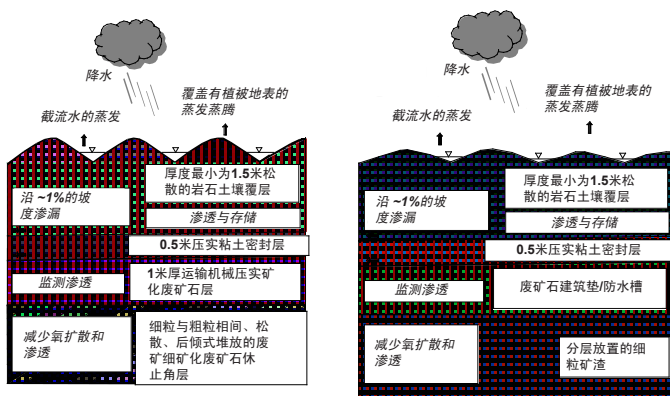 降水
截流水的蒸发
覆盖有植被地表的
蒸发蒸腾
沿 ~1%的坡
度渗漏
厚度最小为1.5米松
散的岩石土壤覆层
渗透与存储
0.5米压实粘土密封层
监测渗透
1米厚运输机械压实矿
化废矿石层
减少氧扩散和
渗透
细粒与粗粒相间、松
散、后倾式堆放的废
矿细矿化废矿石休
止角层
降水
截流水的蒸发
覆盖有植被地表的
蒸发蒸腾
沿 ~1%的坡
度渗漏
厚度最小为1.5米松
散的岩石土壤覆层
渗透与存储
0.5米压实粘土密封层
监测渗透
废矿石建筑垫/防水槽
减少氧扩散和
渗透
分层放置的细
粒矿渣